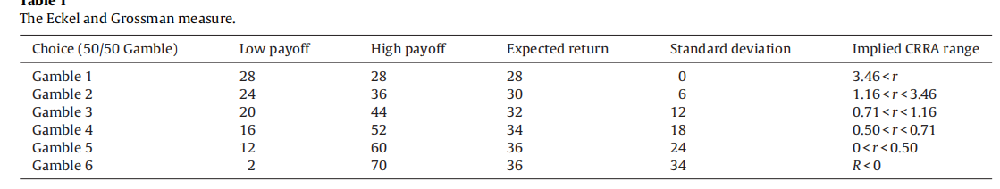 Table 1
The Eckel and Grossman measure.
Choice (50/50 Gamble) Low payoff High payoff Expected return Standard deviation Implied CRRA range
Gamble 1 28 28 28 0 3.46 < r
Gamble 2 24 36 30 6 1.16 < r < 3.46
Gamble 3 20 44 32 12 0.71 < r < 1.16
Gamble 4 16 52 34 18 0.50 < r < 0.71
Gamble 5 12 60 36 24 0 < r < 0.50
Gamble 6 2 70 36 34 R < 0